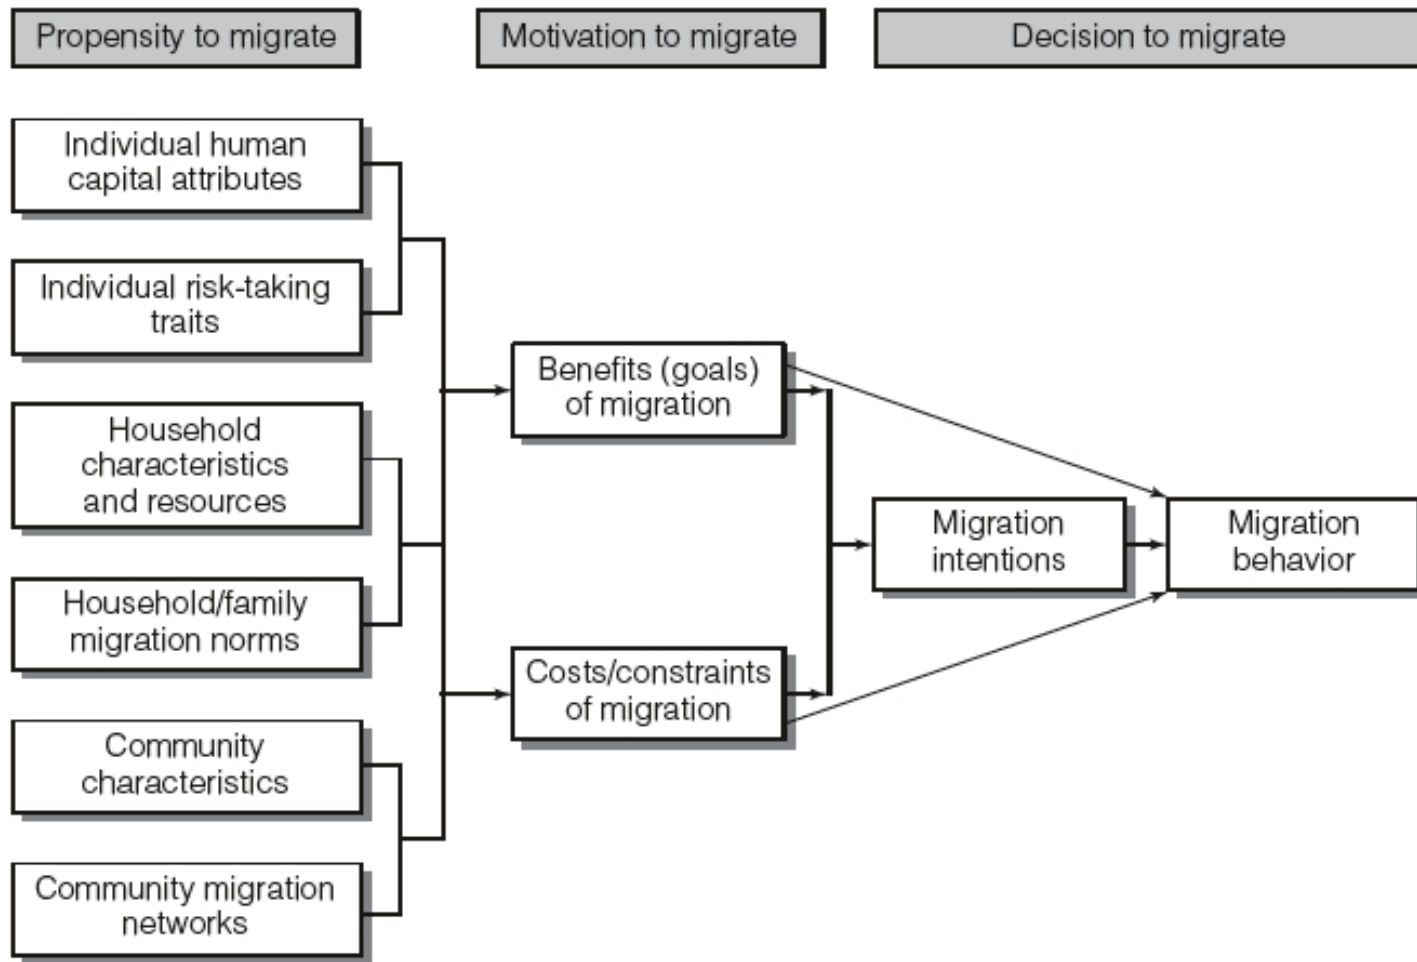 Propensity to migrate
Motivation to migrate
Decision to migrate
Individual human
capital attributes
Individual risk-taking
traits
Household
characteristics
and resources
Household/family
migration norms
Community
characteristics
Community migration
networks
Benefits (goals)
of migration
Costs/constraints
of migration
Migration
intentions
Migration
behavior